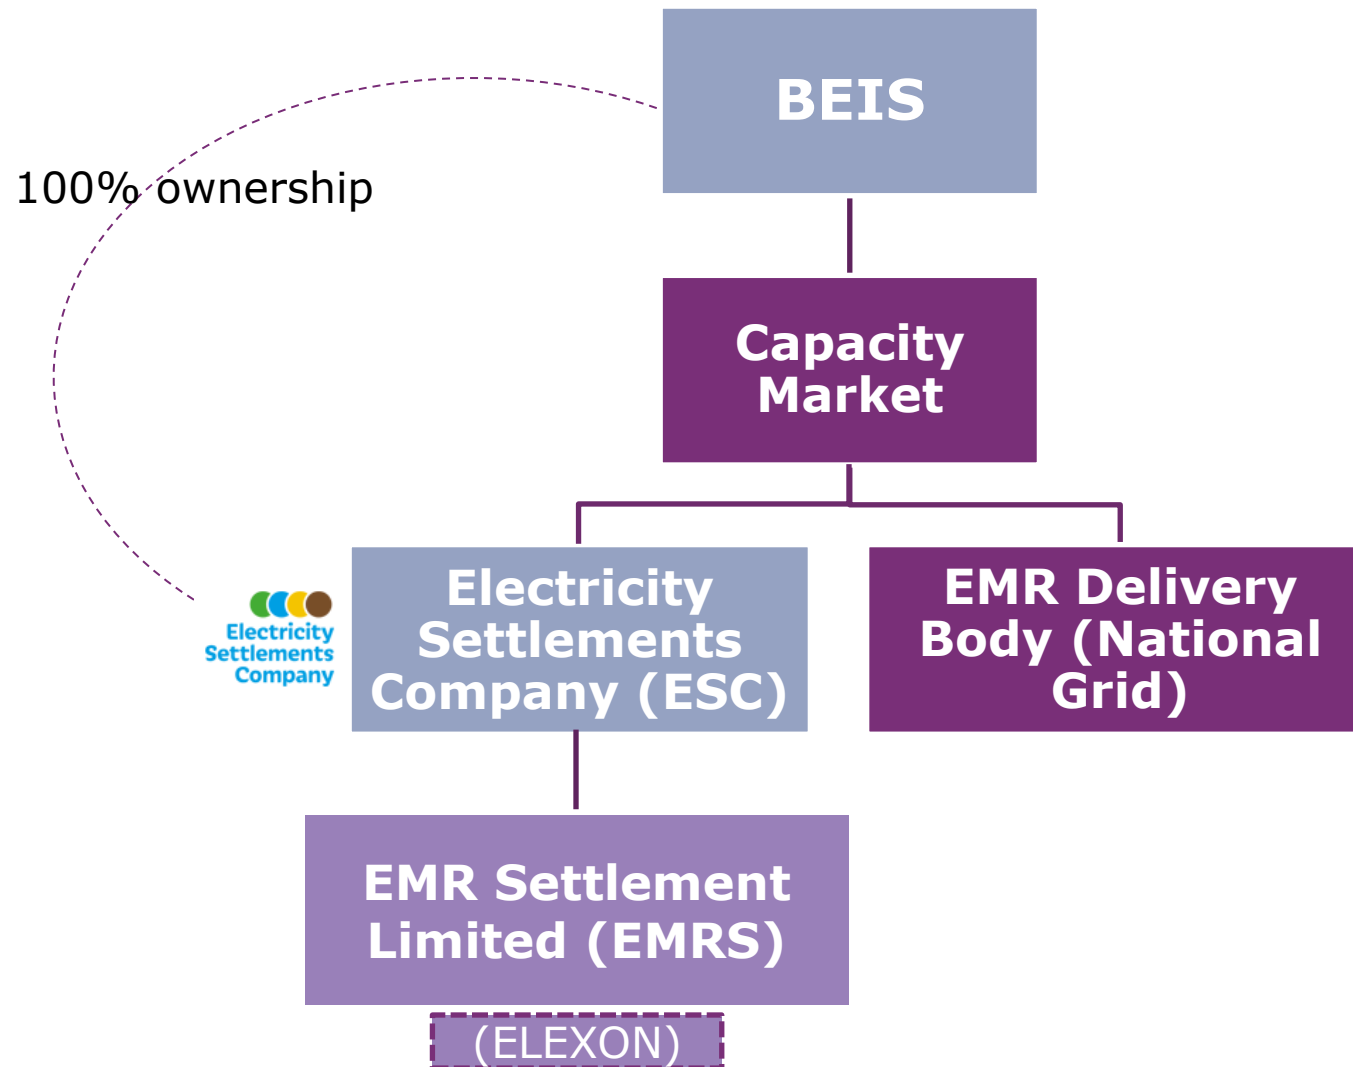 BEIS
100% ownership
Capacity
Market
Electricity
Settlements
Company
Electricity
Settlements
Company (ESC)
EMR Delivery
Body (National
Grid)
EMR Settlement
Limited (EMRS)
(ELEXON)